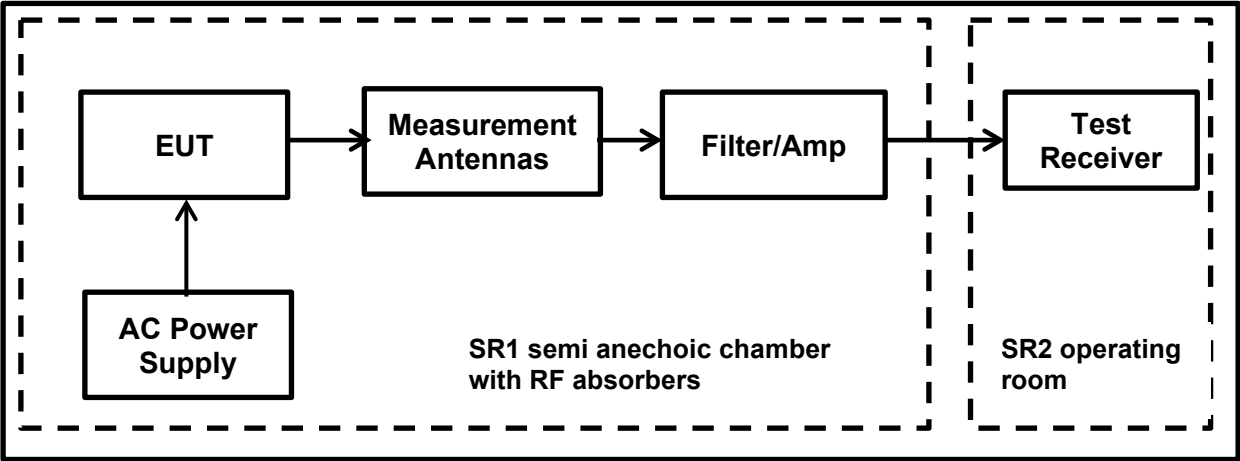 EUT
Measurement
Antennas
Filter/Amp
Test
Receiver
AC Power
Supply
SR1 semi anechoic chamber
with RF absorbers
SR2 operating
room